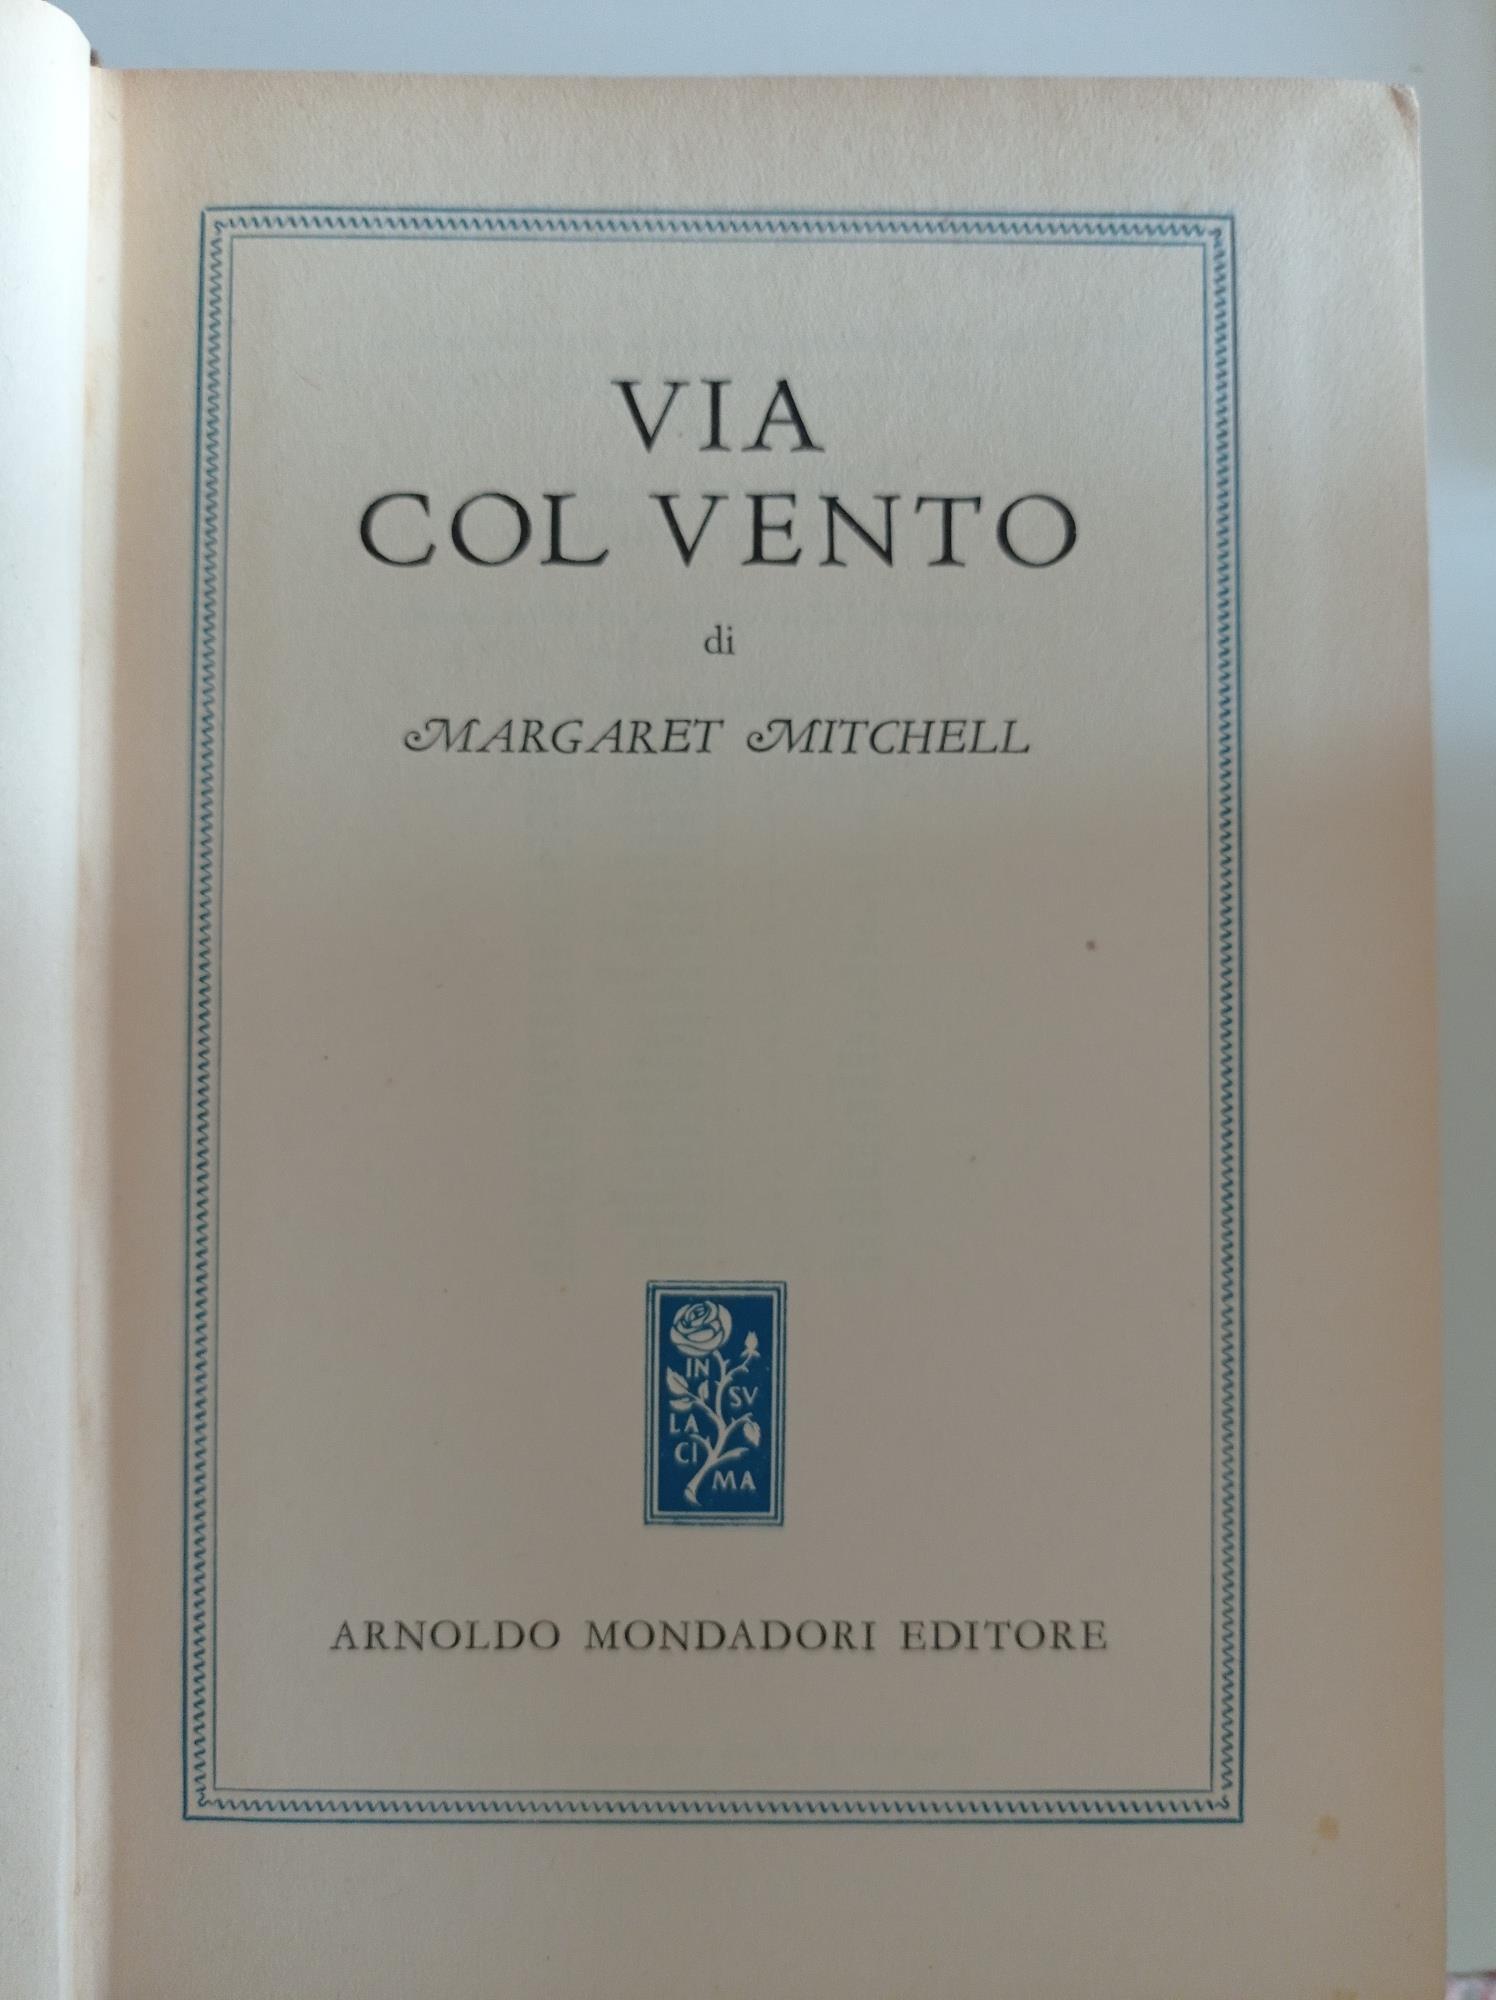 VIA
COL VENTO
di
MARGARET MITCHELL
IN
SV
LA
CI
MA
ARNOLDO MONDADORI EDITORE